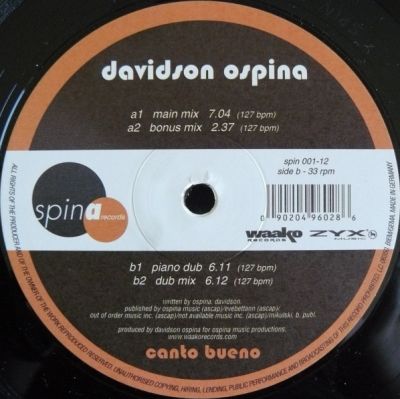 davidson ospina
a1 main mix 7.04 (127 bpm)
a2 bonus mix 2.37 (127 bpm)
spin 001-12
side b - 33 rpm
spina
records
0 90204 96028 6
waako
RECORDS
ZYX
MUSIC
b1 piano dub 6.11 (127 bpm)
b2 dub mix 6.12 (127 bpm)
written by ospina. davidson.
published by ospina music (ascap)/evebettann (ascap)/
out of order music inc. (ascap)/not available music inc. (ascap)/mikulski. b. publ.
produced by davidson ospina for ospina music productions.
www.waakorecords.com
canto bueno
ALL RIGHTS OF THE PRODUCER AND OF THE OWNER OF THE WORK REPRODUCED RESERVED. UNAUTHORISED COPYING, HIRING, LENDING, PUBLIC PERFORMANCE AND BROADCASTING OF THIS RECORD PROHIBITED. MADE IN GERMANY.